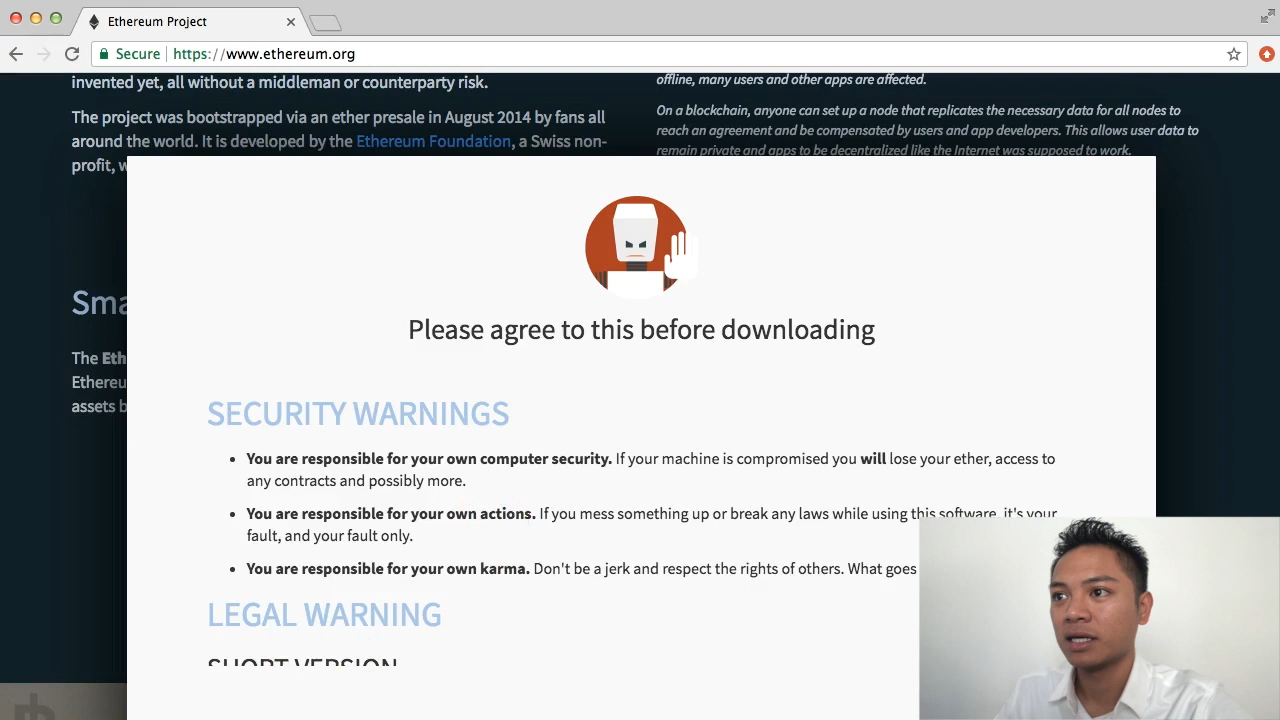 Ethereum Project
Secure
https://www.ethereum.org
invented yet, all without a middleman or counterparty risk.
The project was bootstrapped via an ether presale in August 2014 by fans all
around the world. It is developed by the Ethereum Foundation, a Swiss non-
profit, w
offline, many users and other apps are affected.
On a blockchain, anyone can set up a node that replicates the necessary data for all nodes to
reach an agreement and be compensated by users and app developers. This allows user data to
remain private and apps to be decentralized like the Internet was supposed to work.
Sma
The Eth
Ethereu
assets b
Please agree to this before downloading
SECURITY WARNINGS
• You are responsible for your own computer security. If your machine is compromised you will lose your ether, access to
any contracts and possibly more.
• You are responsible for your own actions. If you mess something up or break any laws while using this software, it's your
fault, and your fault only.
• You are responsible for your own karma. Don't be a jerk and respect the rights of others. What goes
LEGAL WARNING
SHORT VERSION